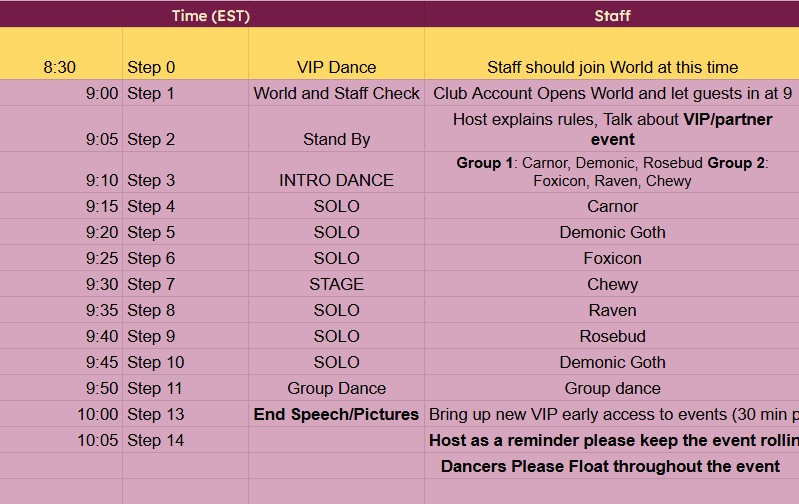 Time (EST) Staff
8:30 Step 0 VIP Dance Staff should join World at this time
9:00 Step 1 World and Staff Check Club Account Opens World and let guests in at 9
9:05 Step 2 Stand By Host explains rules, Talk about VIP/partner
event
9:10 Step 3 INTRO DANCE Group 1: Carnor, Demonic, Rosebud Group 2:
Foxicon, Raven, Chewy
9:15 Step 4 SOLO Carnor
9:20 Step 5 SOLO Demonic Goth
9:25 Step 6 SOLO Foxicon
9:30 Step 7 STAGE Chewy
9:35 Step 8 SOLO Raven
9:40 Step 9 SOLO Rosebud
9:45 Step 10 SOLO Demonic Goth
9:50 Step 11 Group Dance Group dance
10:00 Step 13 End Speech/Pictures Bring up new VIP early access to events (30 min p
10:05 Step 14 Host as a reminder please keep the event rollin
Dancers Please Float throughout the event